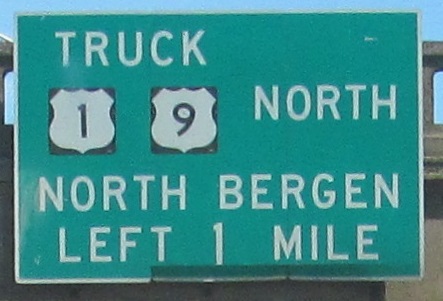 TRUCK
1 9 NORTH
NORTH BERGEN
LEFT 1 MILE